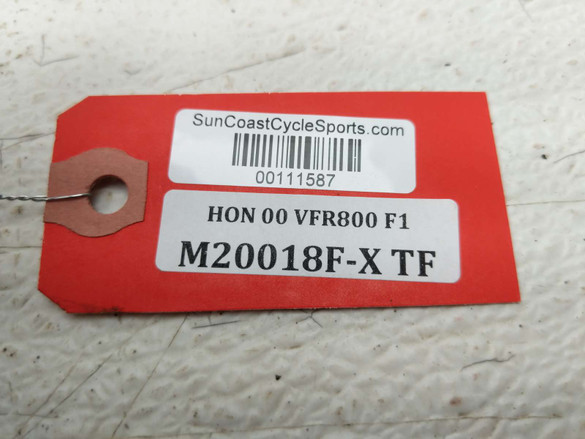 SunCoastCycleSports.com
00111587
HON 00 VFR800 F1
M20018F-X TF